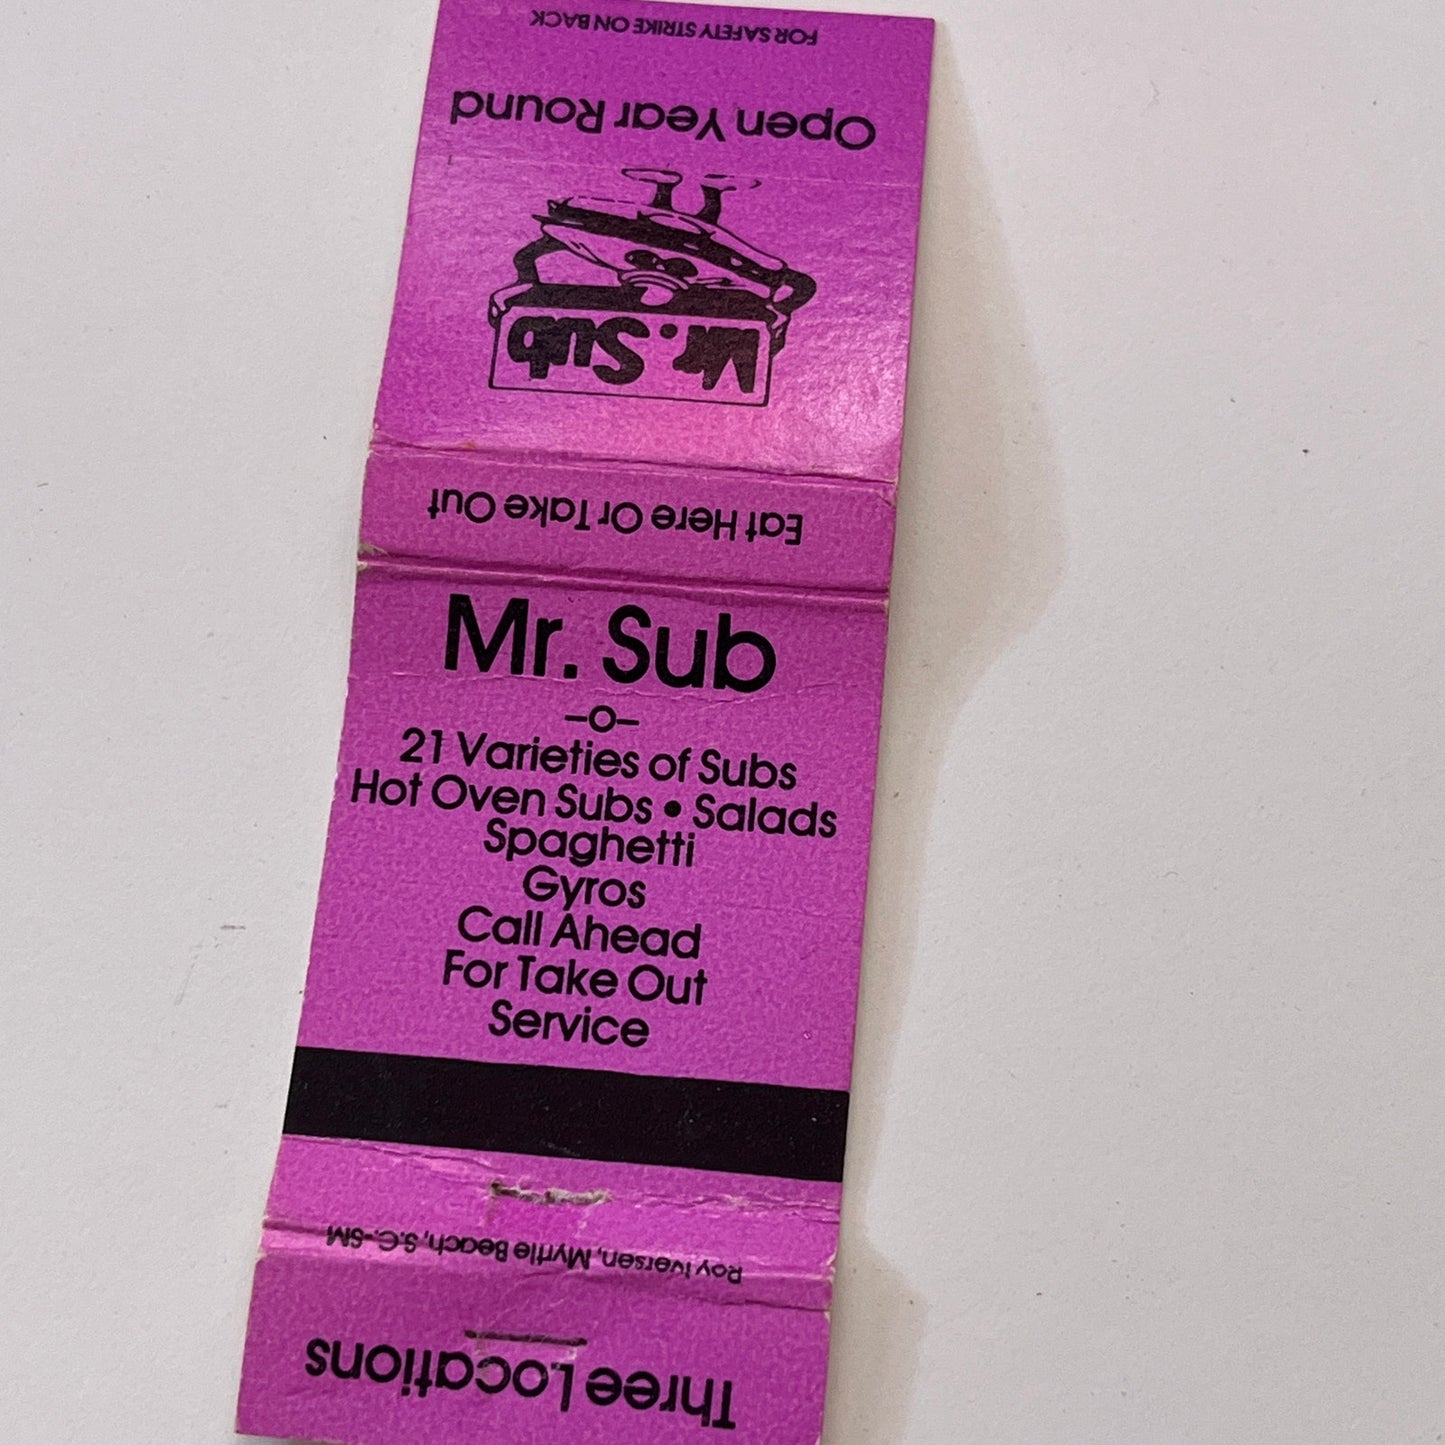 FOR SAFETY STRIKE ON BACK
Open Year Round
Mr. Sub
Eat Here Or Take Out
Mr. Sub
-o-
21 Varieties of Subs
Hot Oven Subs • Salads
Spaghetti
Gyros
Call Ahead
For Take Out
Service
Roy Iversen, Myrtle Beach, S.C.-SM
Three Locations